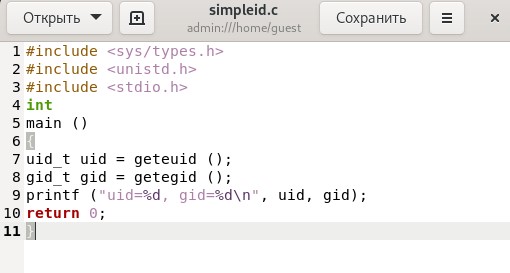 Открыть
simpleid.c
admin:///home/guest
Сохранить
1 #include <sys/types.h>
2 #include <unistd.h>
3 #include <stdio.h>
4 int
5 main ()
6 {
7 uid_t uid = geteuid ();
8 gid_t gid = getegid ();
9 printf ("uid=%d, gid=%d\n", uid, gid);
10 return 0;
11 }